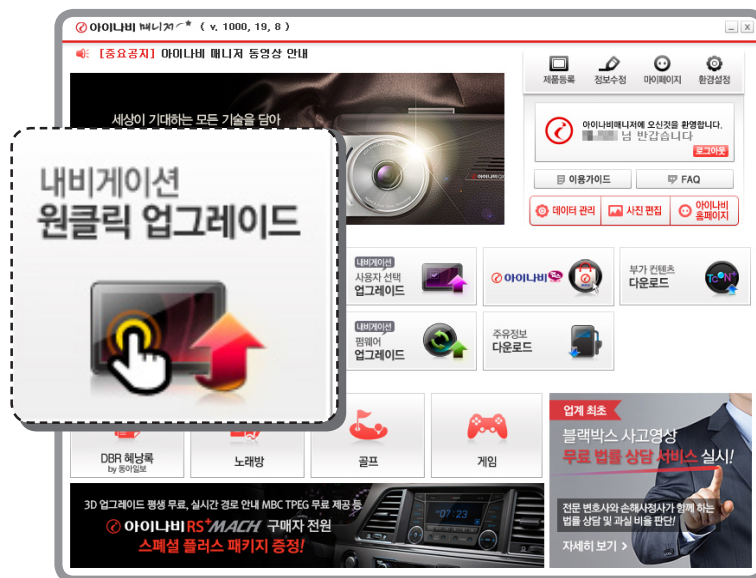 아이나비 매니저 ( v. 1000, 19, 8 )
[중요공지] 아이나비 매니저 동영상 안내
제품등록
정보수정
마이페이지
환경설정
세상이 기대하는 모든 기술을 담아
아이나비매니저에 오신것을 환영합니다.
님 반갑습니다
로그아웃
이용가이드
FAQ
데이터 관리
사진 편집
아이나비
홈페이지
내비게이션
원클릭 업그레이드
내비게이션
사용자 선택
업그레이드
아이나비
부가 컨텐츠
다운로드
TCON+
내비게이션
펌웨어
업그레이드
주유정보
다운로드
DBR 혜냥록
by 동아일보
노래방
골프
게임
업계 최초
블랙박스 사고영상
무료 법률 상담 서비스 실시!
전문 변호사와 손해사정사가 함께 하는
법률 상담 및 과실 비율 판단!
자세히 보기 >
3D 업그레이드 평생 무료, 실시간 경로 안내 MBC TPEG 무료 제공 등
아이나비 RS+MACH 구매자 전원
스페셜 플러스 패키지 증정!
07:23